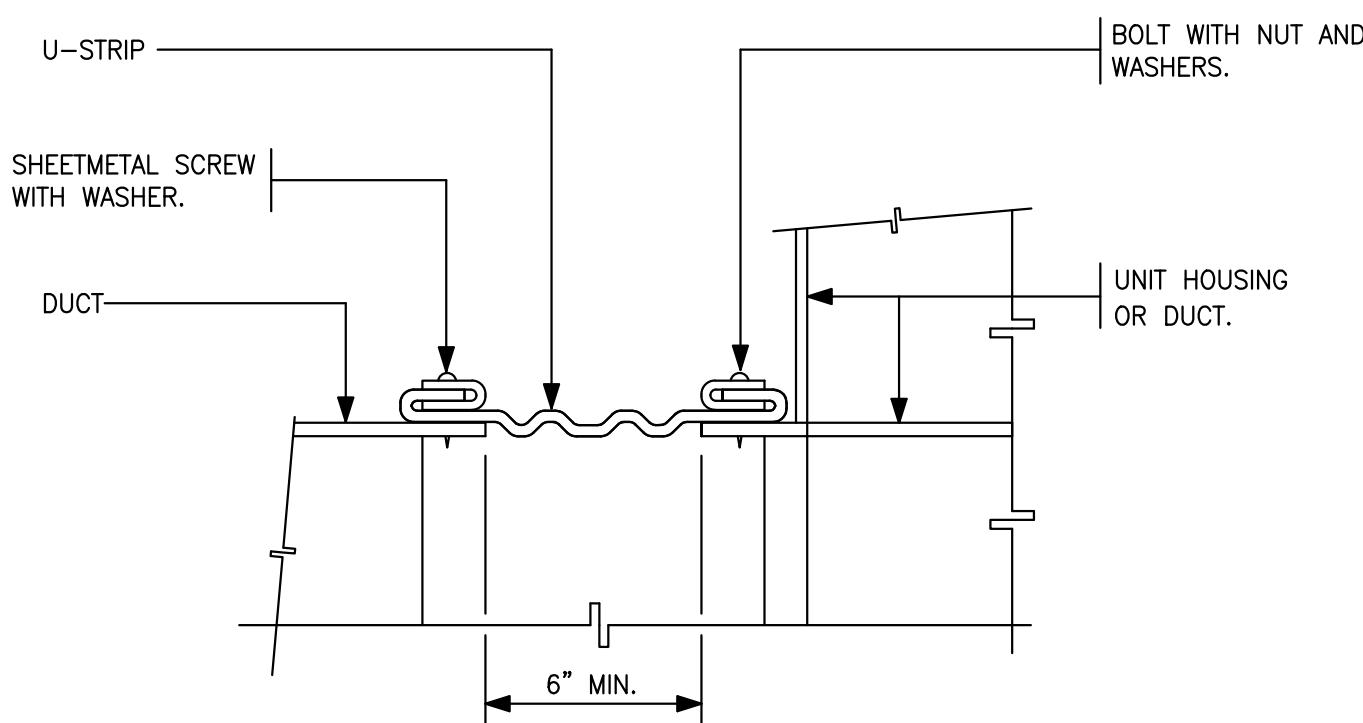 U-STRIP
BOLT WITH NUT AND
WASHERS.
SHEETMETAL SCREW
WITH WASHER.
DUCT
UNIT HOUSING
OR DUCT.
6" MIN.